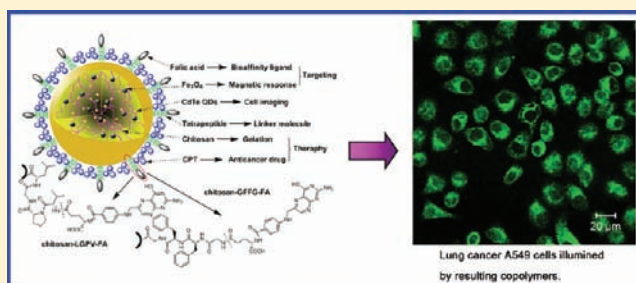 Folic acid Bioaffinity ligand
Targeting
Fe3O4 Magnetic response
CdTe QDs Cell imaging
Tetrapeptide Linker molecule
Chitosan Gelation
Theraphy
CPT Anticancer drug
chitosan-GFFG-FA
chitosan-LGPV-FA
20 μm
Lung cancer A549 cells illumined
by resulting copolymers.